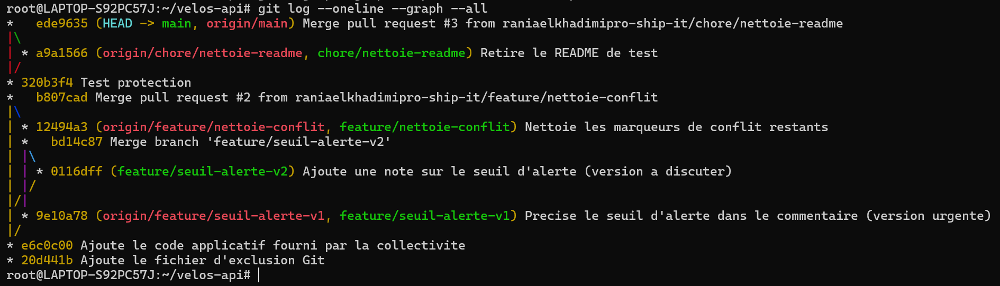 root@LAPTOP-S92PC57J:~/velos-api# git log --oneline --graph --all
*   ede9635 (HEAD -> main, origin/main) Merge pull request #3 from raniaelkhadimipro-ship-it/chore/nettoie-readme
|\
| * a9a1566 (origin/chore/nettoie-readme, chore/nettoie-readme) Retire le README de test
|/
* 320b3f4 Test protection
*   b807cad Merge pull request #2 from raniaelkhadimipro-ship-it/feature/nettoie-conflit
|\
| * 12494a3 (origin/feature/nettoie-conflit, feature/nettoie-conflit) Nettoie les marqueurs de conflit restants
| *   bd14c87 Merge branch 'feature/seuil-alerte-v2'
| |\
| | * 0116dff (feature/seuil-alerte-v2) Ajoute une note sur le seuil d'alerte (version a discuter)
| |/
|/|
| * 9e10a78 (origin/feature/seuil-alerte-v1, feature/seuil-alerte-v1) Precise le seuil d'alerte dans le commentaire (version urgente)
|/
* e6c0c00 Ajoute le code applicatif fourni par la collectivite
* 20d441b Ajoute le fichier d'exclusion Git
root@LAPTOP-S92PC57J:~/velos-api#